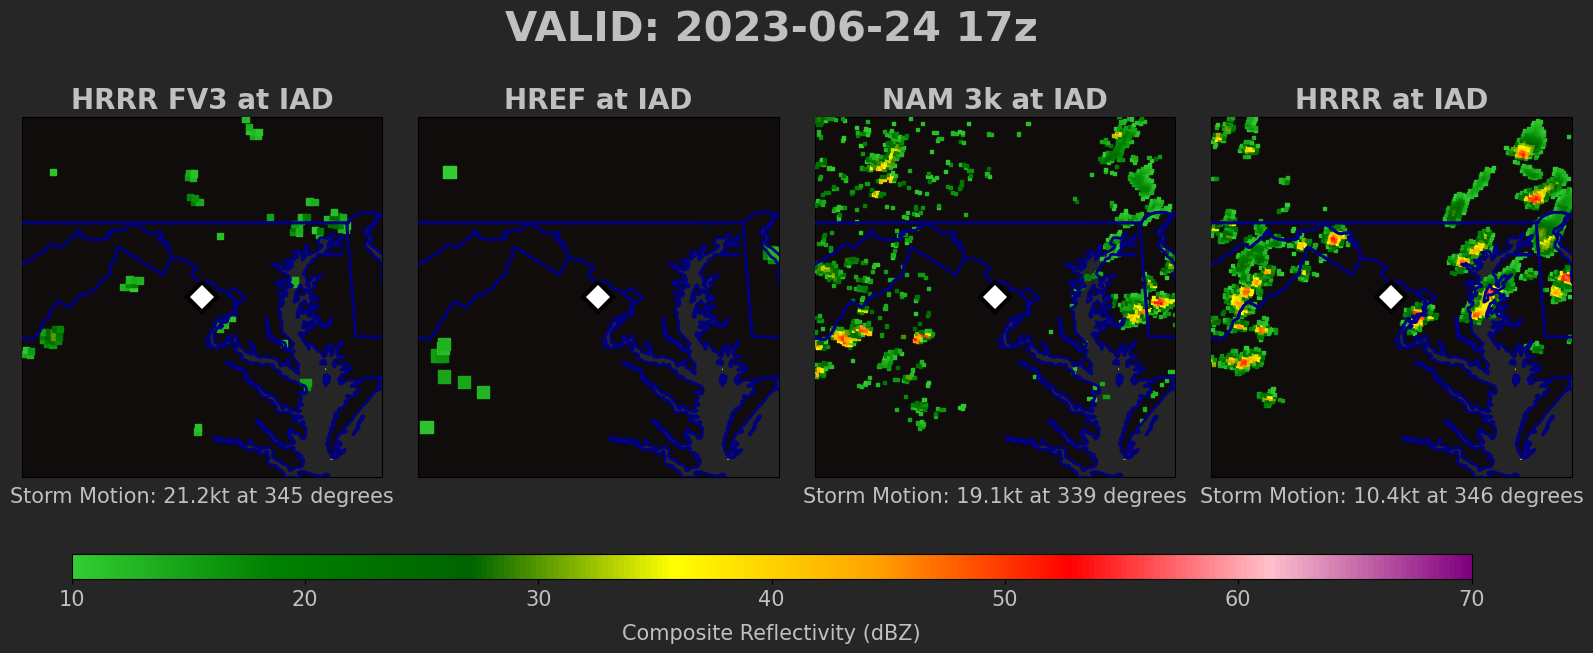 VALID: 2023-06-24 17z
HRRR FV3 at IAD
HREF at IAD
NAM 3k at IAD
HRRR at IAD
Storm Motion: 21.2kt at 345 degrees
Storm Motion: 19.1kt at 339 degrees
Storm Motion: 10.4kt at 346 degrees
10 20 30 40 50 60 70
Composite Reflectivity (dBZ)